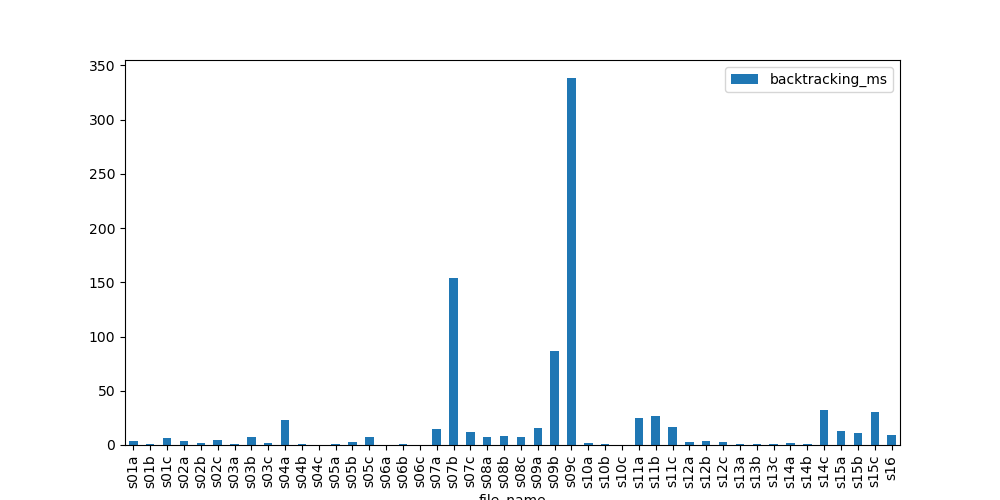 350
300
250
200
150
100
50
0
backtracking_ms
s01a
s01b
s01c
s02a
s02b
s02c
s03a
s03b
s03c
s04a
s04b
s04c
s05a
s05b
s05c
s06a
s06b
s06c
s07a
s07b
s07c
s08a
s08b
s08c
s09a
s09b
s09c
s10a
s10b
s10c
s11a
s11b
s11c
s12a
s12b
s12c
s13a
s13b
s13c
s14a
s14b
s14c
s15a
s15b
s15c
s16
file_name